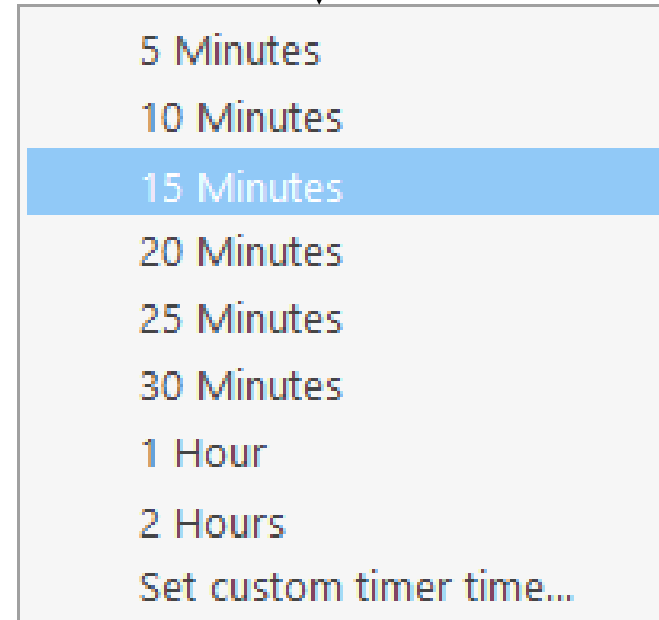 5 Minutes
10 Minutes
15 Minutes
20 Minutes
25 Minutes
30 Minutes
1 Hour
2 Hours
Set custom timer time...